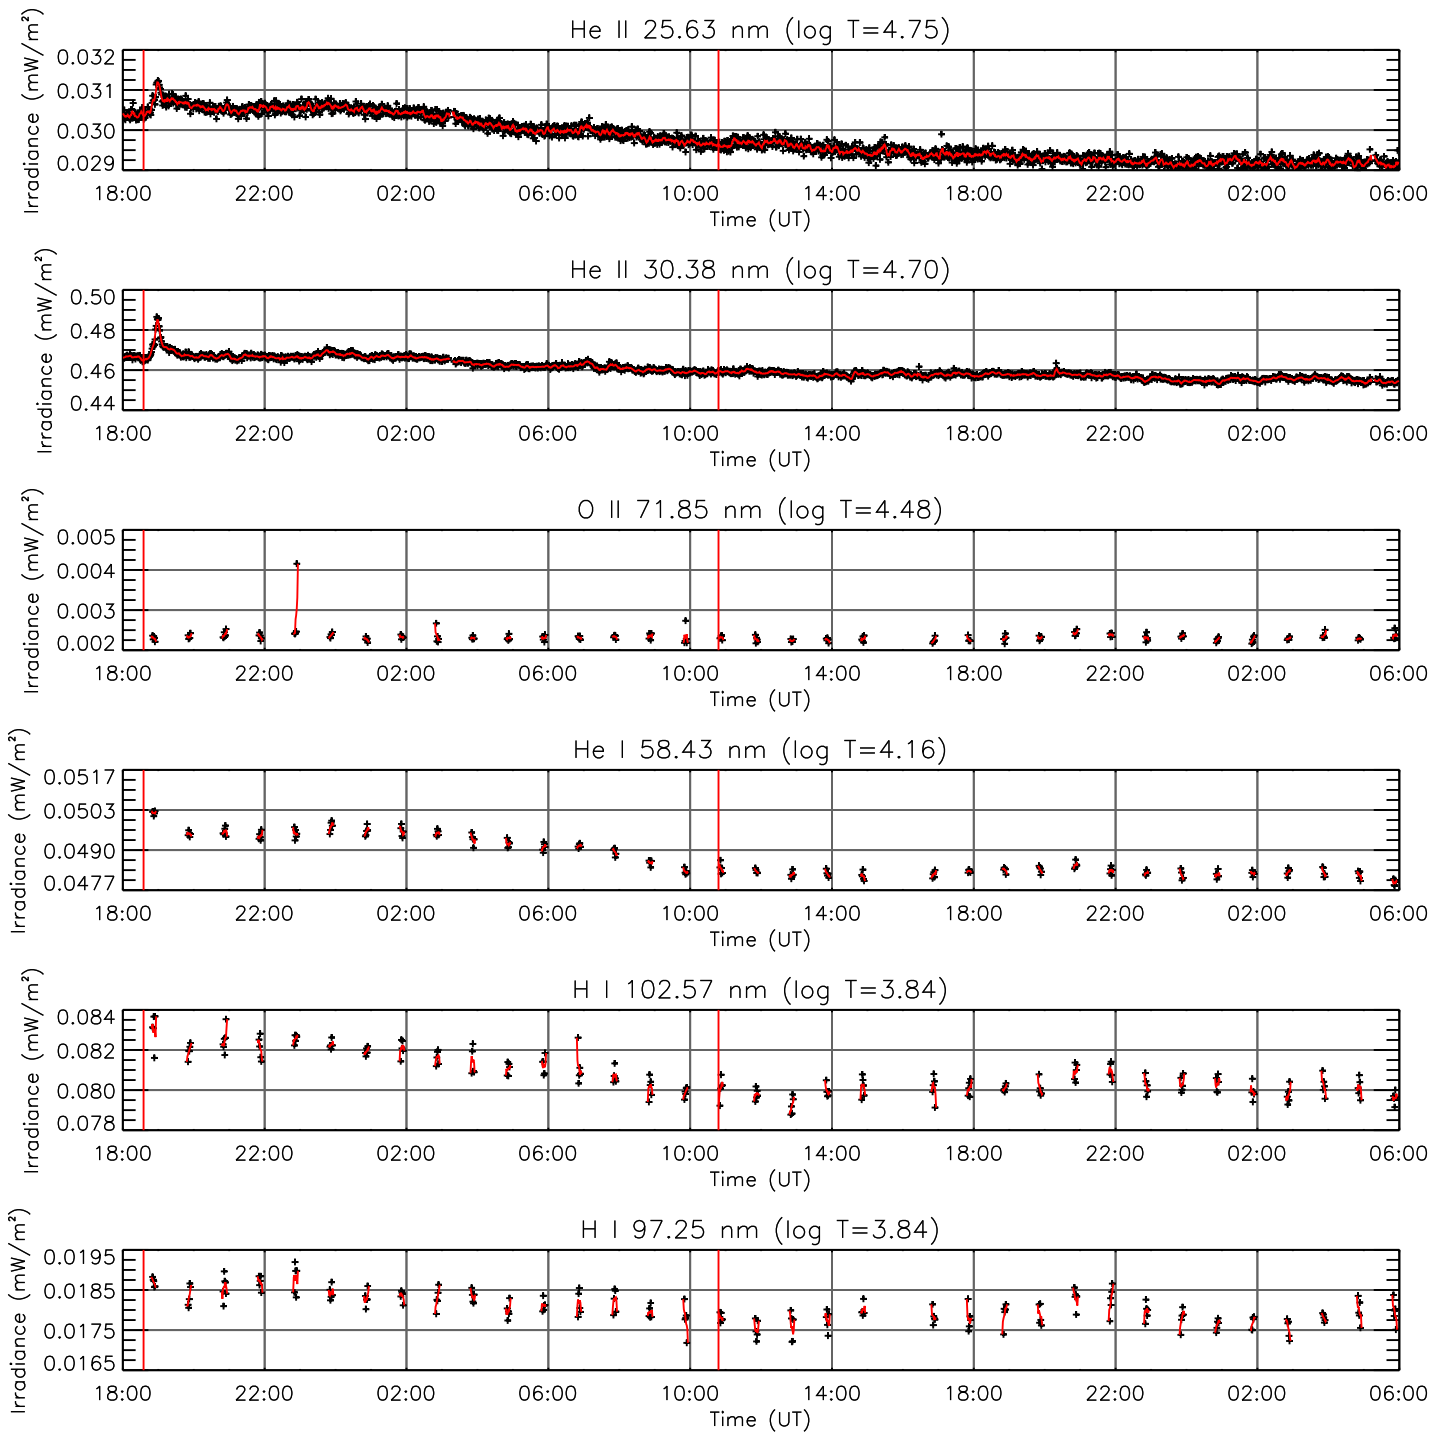 He II 25.63 nm (log T=4.75)
Irradiance (mW/m²)
0.032
0.031
0.030
0.029
18:00 22:00 02:00 06:00 10:00 14:00 18:00 22:00 02:00 06:00
Time (UT)
He II 30.38 nm (log T=4.70)
Irradiance (mW/m²)
0.50
0.48
0.46
0.44
18:00 22:00 02:00 06:00 10:00 14:00 18:00 22:00 02:00 06:00
Time (UT)
O II 71.85 nm (log T=4.48)
Irradiance (mW/m²)
0.005
0.004
0.003
0.002
18:00 22:00 02:00 06:00 10:00 14:00 18:00 22:00 02:00 06:00
Time (UT)
He I 58.43 nm (log T=4.16)
Irradiance (mW/m²)
0.0517
0.0503
0.0490
0.0477
18:00 22:00 02:00 06:00 10:00 14:00 18:00 22:00 02:00 06:00
Time (UT)
H I 102.57 nm (log T=3.84)
Irradiance (mW/m²)
0.084
0.082
0.080
0.078
18:00 22:00 02:00 06:00 10:00 14:00 18:00 22:00 02:00 06:00
Time (UT)
H I 97.25 nm (log T=3.84)
Irradiance (mW/m²)
0.0195
0.0185
0.0175
0.0165
18:00 22:00 02:00 06:00 10:00 14:00 18:00 22:00 02:00 06:00
Time (UT)